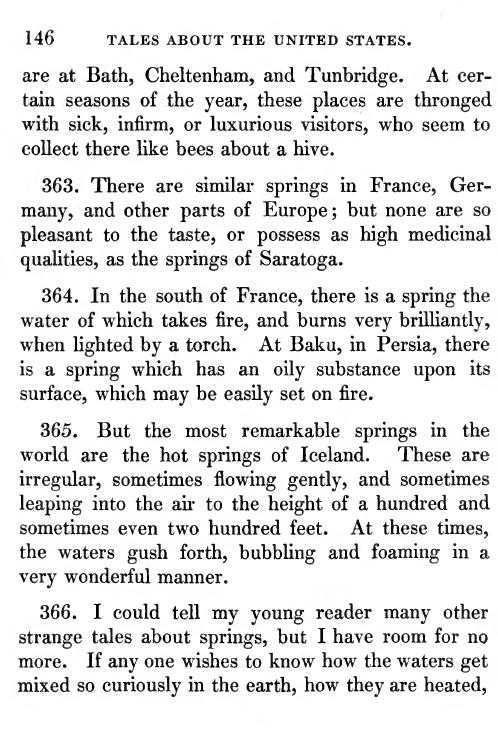 146 TALES ABOUT THE UNITED STATES.
are at Bath, Cheltenham, and Tunbridge. At cer-
tain seasons of the year, these places are thronged
with sick, infirm, or luxurious visitors, who seem to
collect there like bees about a hive.
363. There are similar springs in France, Ger-
many, and other parts of Europe; but none are so
pleasant to the taste, or possess as high medicinal
qualities, as the springs of Saratoga.
364. In the south of France, there is a spring the
water of which takes fire, and burns very brilliantly,
when lighted by a torch. At Baku, in Persia, there
is a spring which has an oily substance upon its
surface, which may be easily set on fire.
365. But the most remarkable springs in the
world are the hot springs of Iceland. These are
irregular, sometimes flowing gently, and sometimes
leaping into the air to the height of a hundred and
sometimes even two hundred feet. At these times,
the waters gush forth, bubbling and foaming in a
very wonderful manner.
366. I could tell my young reader many other
strange tales about springs, but I have room for no
more. If any one wishes to know how the waters get
mixed so curiously in the earth, how they are heated,